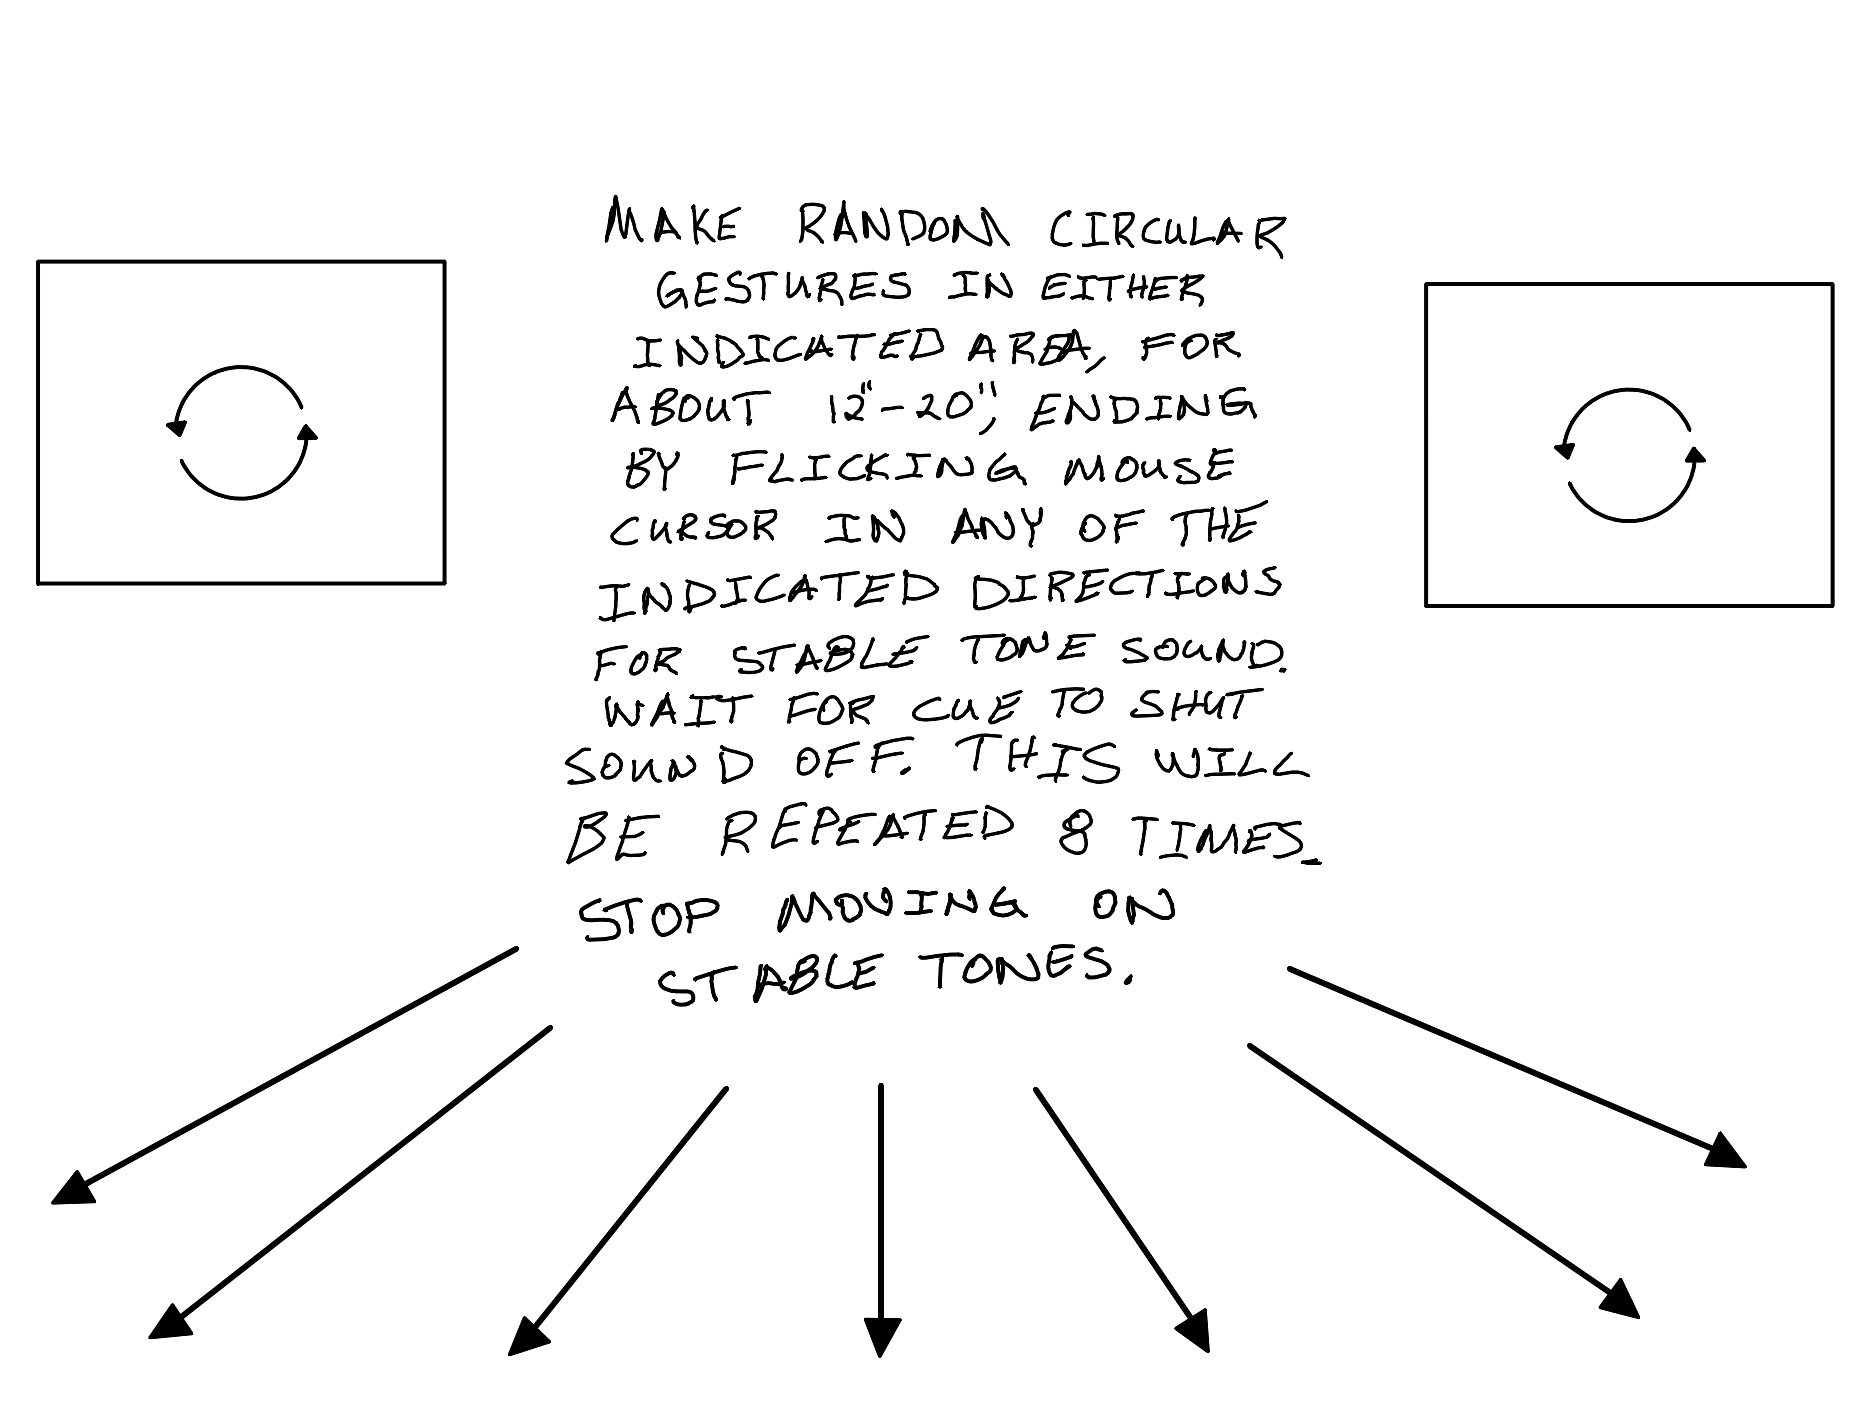 MAKE RANDOM CIRCULAR
GESTURES IN EITHER
INDICATED AREA, FOR
ABOUT 12"-20", ENDING
BY FLICKING MOUSE
CURSOR IN ANY OF THE
INDICATED DIRECTIONS
FOR STABLE TONE SOUND.
WAIT FOR CUE TO SHUT
SOUND OFF. THIS WILL
BE REPEATED 8 TIMES.
STOP MOVING ON
STABLE TONES.